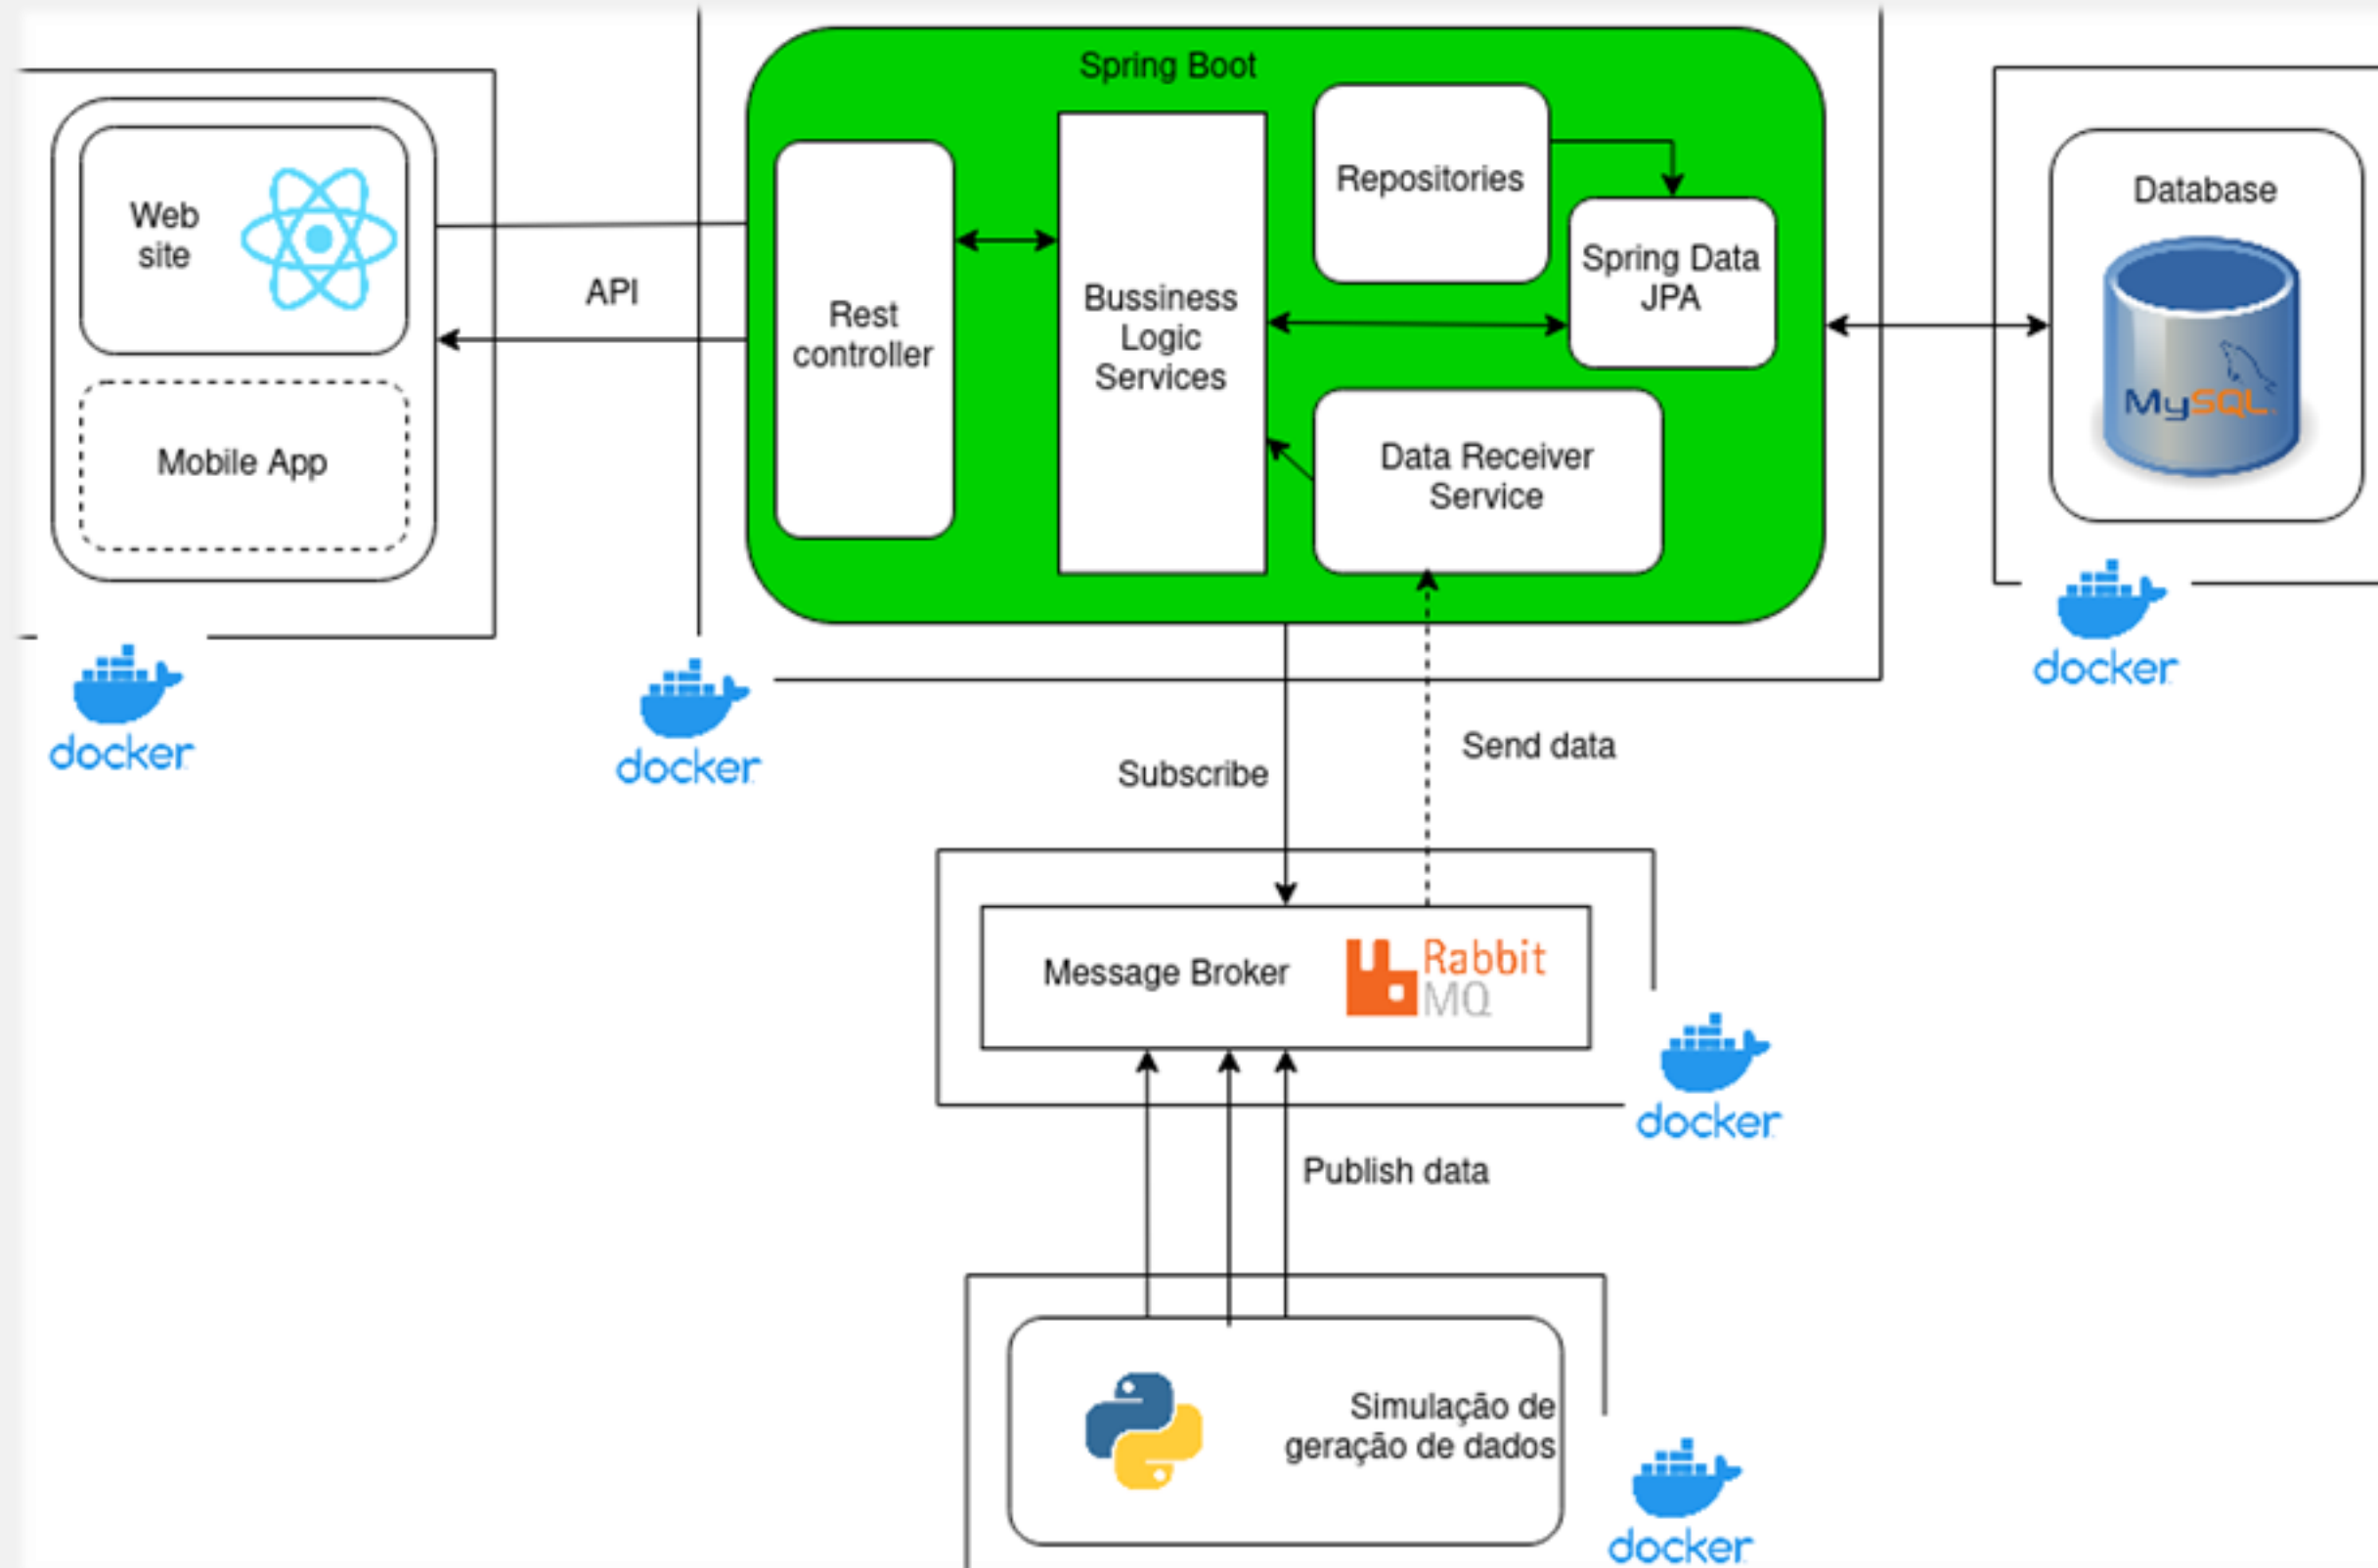 Spring Boot
Web
site
API
Mobile App
Rest
controller
Bussiness
Logic
Services
Repositories
Spring Data
JPA
Data Receiver
Service
Database
MySQL
docker
docker
docker
Subscribe
Send data
Message Broker
Rabbit
MQ
docker
Publish data
Simulação de
geração de dados
docker